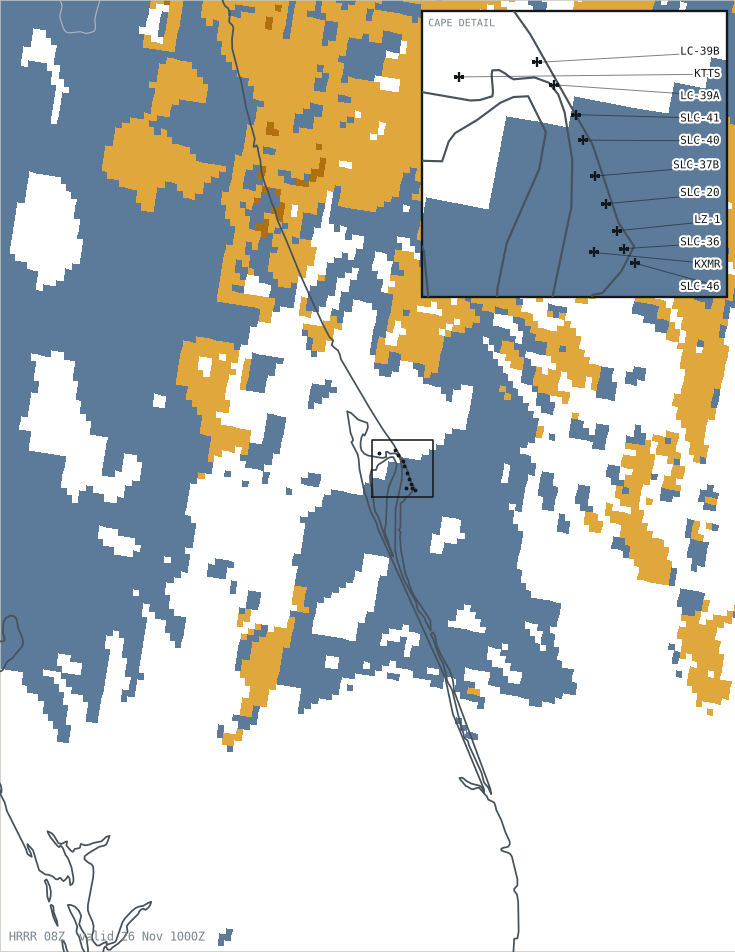 CAPE DETAIL
LC-39B
KTTS
LC-39A
SLC-41
SLC-40
SLC-37B
SLC-20
LZ-1
SLC-36
KXMR
SLC-46
HRRR 08Z valid 26 Nov 1000Z